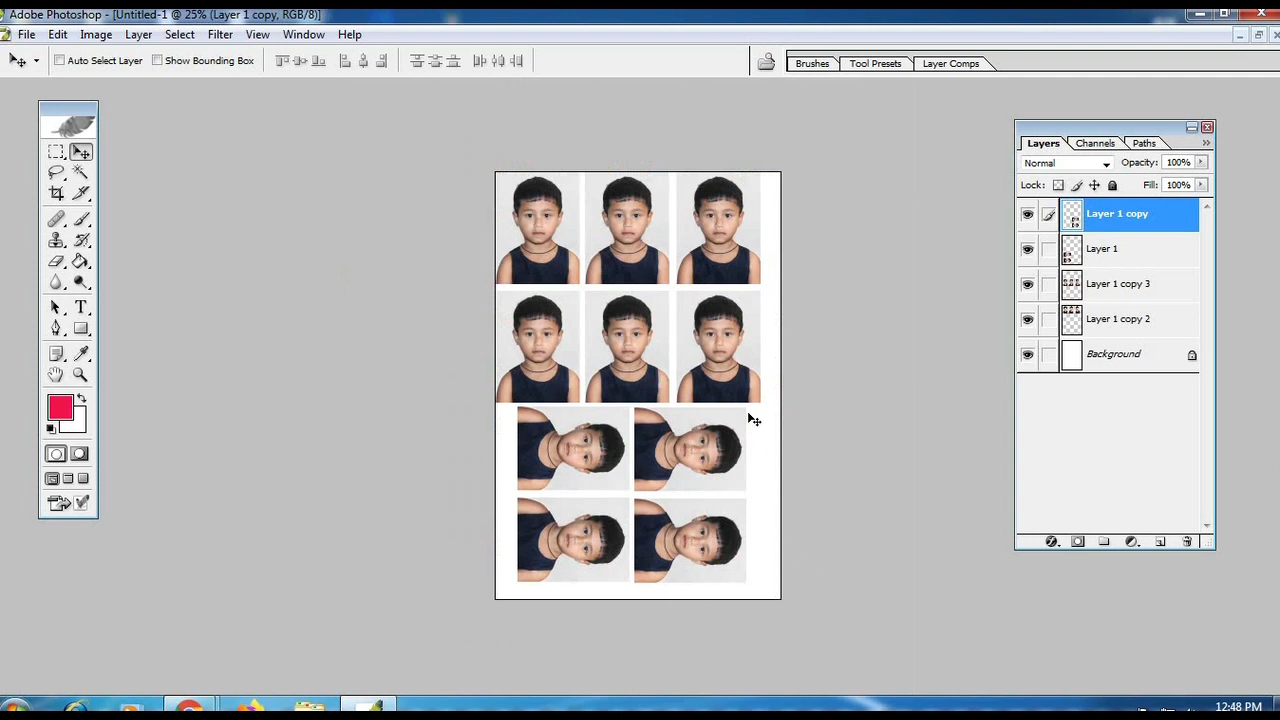 Adobe Photoshop - [Untitled-1 @ 25% (Layer 1 copy, RGB/8)]
File Edit Image Layer Select Filter View Window Help
Auto Select Layer Show Bounding Box Brushes Tool Presets Layer Comps
Layers Channels Paths
Normal Opacity: 100%
Lock: Fill: 100%
Layer 1 copy
Layer 1
Layer 1 copy 3
Layer 1 copy 2
Background
12:48 PM